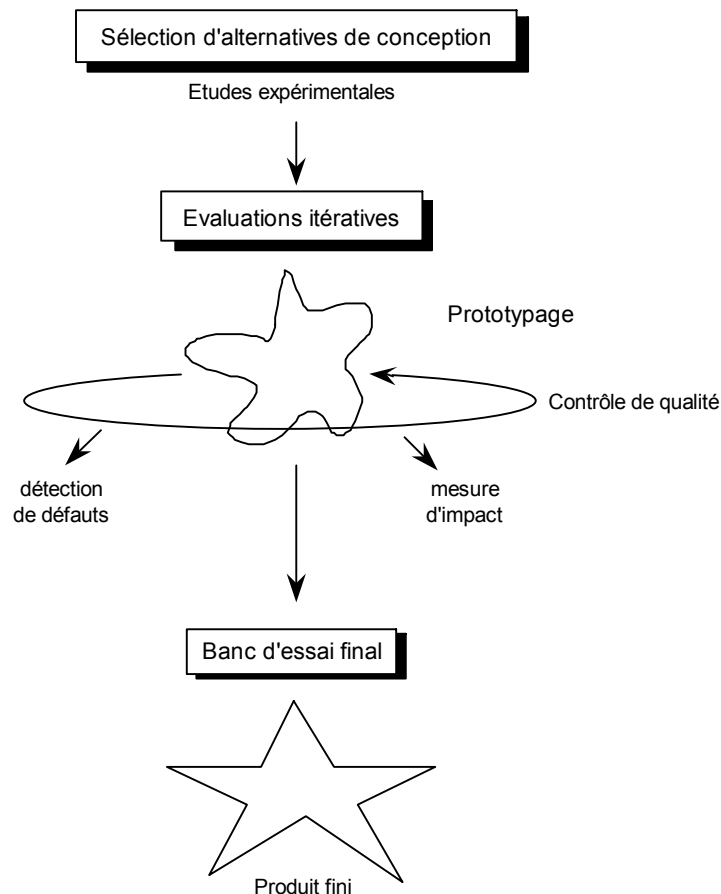 Sélection d'alternatives de conception
Etudes expérimentales
Evaluations itératives
Prototypage
Contrôle de qualité
détection
de défauts
mesure
d'impact
Banc d'essai final
Produit fini